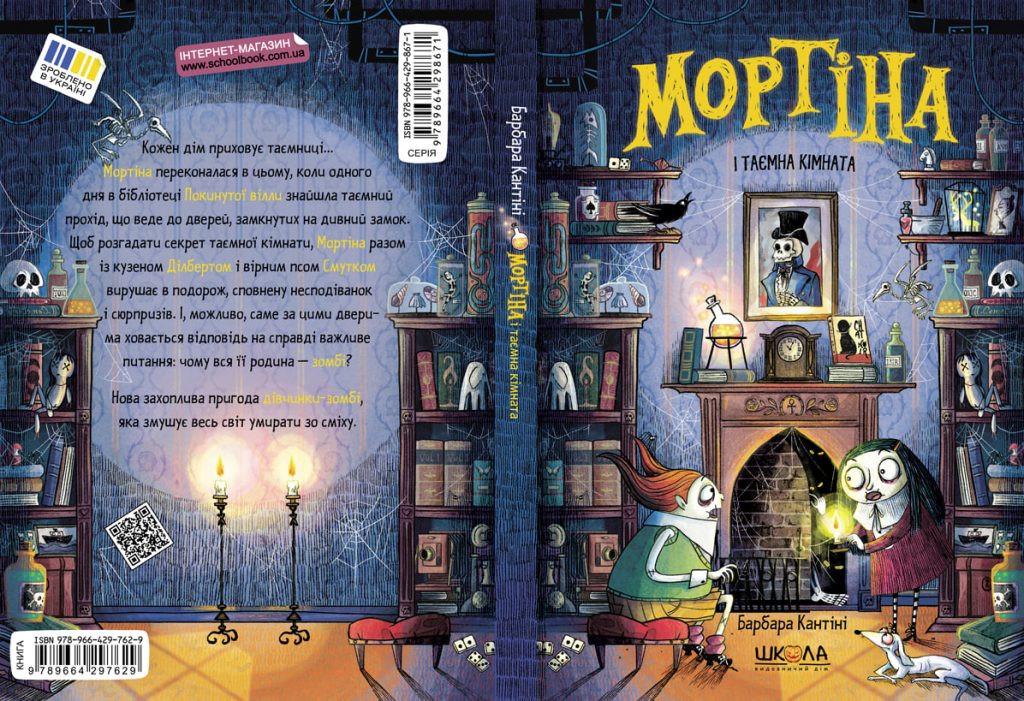 ЗРОБЛЕНО
В УКРАЇНІ
ІНТЕРНЕТ-МАГАЗИН
www.schoolbook.com.ua
ISBN 978-966-429-867-1
9 789664 298671
СЕРІЯ
Кожен дім приховує таємниці...
Мортіна переконалася в цьому, коли одного
дня в бібліотеці Покинутої вілли знайшла таємний
прохід, що веде до дверей, замкнутих на дивний замок.
Щоб розгадати секрет таємної кімнати, Мортіна разом
із кузеном Ділбертом і вірним псом Смутком
вирушає в подорож, сповнену несподіванок
і сюрпризів. І, можливо, саме за цими двери-
ма ховається відповідь на справді важливе
питання: чому вся її родина — зомбі?
Нова захоплива пригода дівчинки-зомбі,
яка змушує весь світ умирати зо сміху.
КНИГА
ISBN 978-966-429-762-9
9 789664 297629
Барбара Кантіні
МОРТІНА і таємна кімната
МОРТІНА
І ТАЄМНА КІМНАТА
Барбара Кантіні
ШКОЛА
видавничий дім